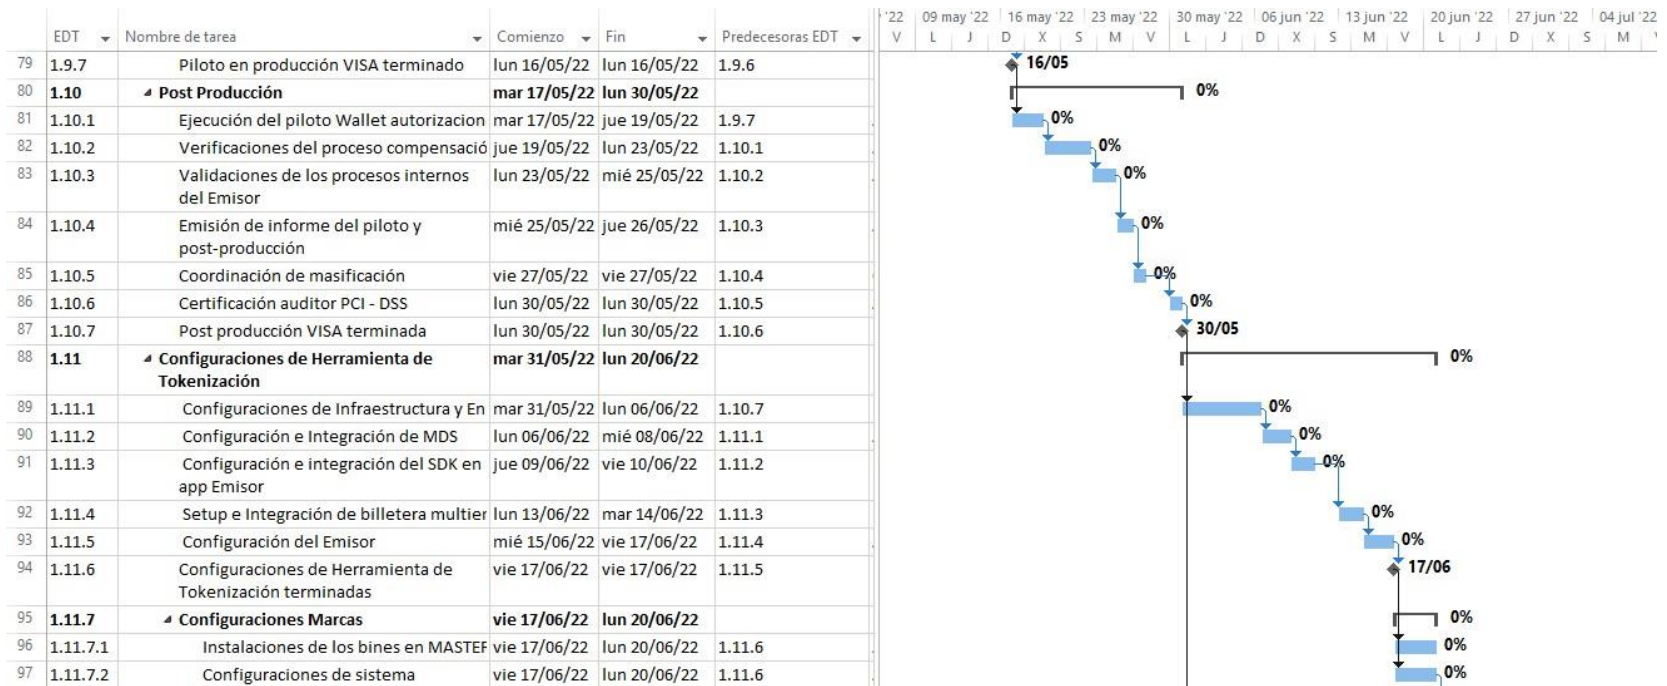 '22 09 may '22 16 may '22 23 may '22 30 may '22 06 jun '22 13 jun '22 20 jun '22 27 jun '22 04 jul '22
EDT Nombre de tarea Comienzo Fin Predecesoras EDT V L J D X S M V L J D X S M V L J D X S M
79 1.9.7 Piloto en producción VISA terminado lun 16/05/22 lun 16/05/22 1.9.6 16/05
80 1.10 Post Producción mar 17/05/22 lun 30/05/22 0%
81 1.10.1 Ejecución del piloto Wallet autorizacion mar 17/05/22 jue 19/05/22 1.9.7 0%
82 1.10.2 Verificaciones del proceso compensació jue 19/05/22 lun 23/05/22 1.10.1 0%
83 1.10.3 Validaciones de los procesos internos lun 23/05/22 mié 25/05/22 1.10.2 0%
del Emisor
84 1.10.4 Emisión de informe del piloto y mié 25/05/22 jue 26/05/22 1.10.3 0%
post-producción
85 1.10.5 Coordinación de masificación vie 27/05/22 vie 27/05/22 1.10.4 0%
86 1.10.6 Certificación auditor PCI - DSS lun 30/05/22 lun 30/05/22 1.10.5 0%
87 1.10.7 Post producción VISA terminada lun 30/05/22 lun 30/05/22 1.10.6 30/05
88 1.11 Configuraciones de Herramienta de mar 31/05/22 lun 20/06/22 0%
Tokenización
89 1.11.1 Configuraciones de Infraestructura y En mar 31/05/22 lun 06/06/22 1.10.7 0%
90 1.11.2 Configuración e Integración de MDS lun 06/06/22 mié 08/06/22 1.11.1 0%
91 1.11.3 Configuración e integración del SDK en jue 09/06/22 vie 10/06/22 1.11.2 0%
app Emisor
92 1.11.4 Setup e Integración de billetera multier lun 13/06/22 mar 14/06/22 1.11.3 0%
93 1.11.5 Configuración del Emisor mié 15/06/22 vie 17/06/22 1.11.4 0%
94 1.11.6 Configuraciones de Herramienta de vie 17/06/22 vie 17/06/22 1.11.5 17/06
Tokenización terminadas
95 1.11.7 Configuraciones Marcas vie 17/06/22 lun 20/06/22 0%
96 1.11.7.1 Instalaciones de los bines en MASTER vie 17/06/22 lun 20/06/22 1.11.6 0%
97 1.11.7.2 Configuraciones de sistema vie 17/06/22 lun 20/06/22 1.11.6 0%